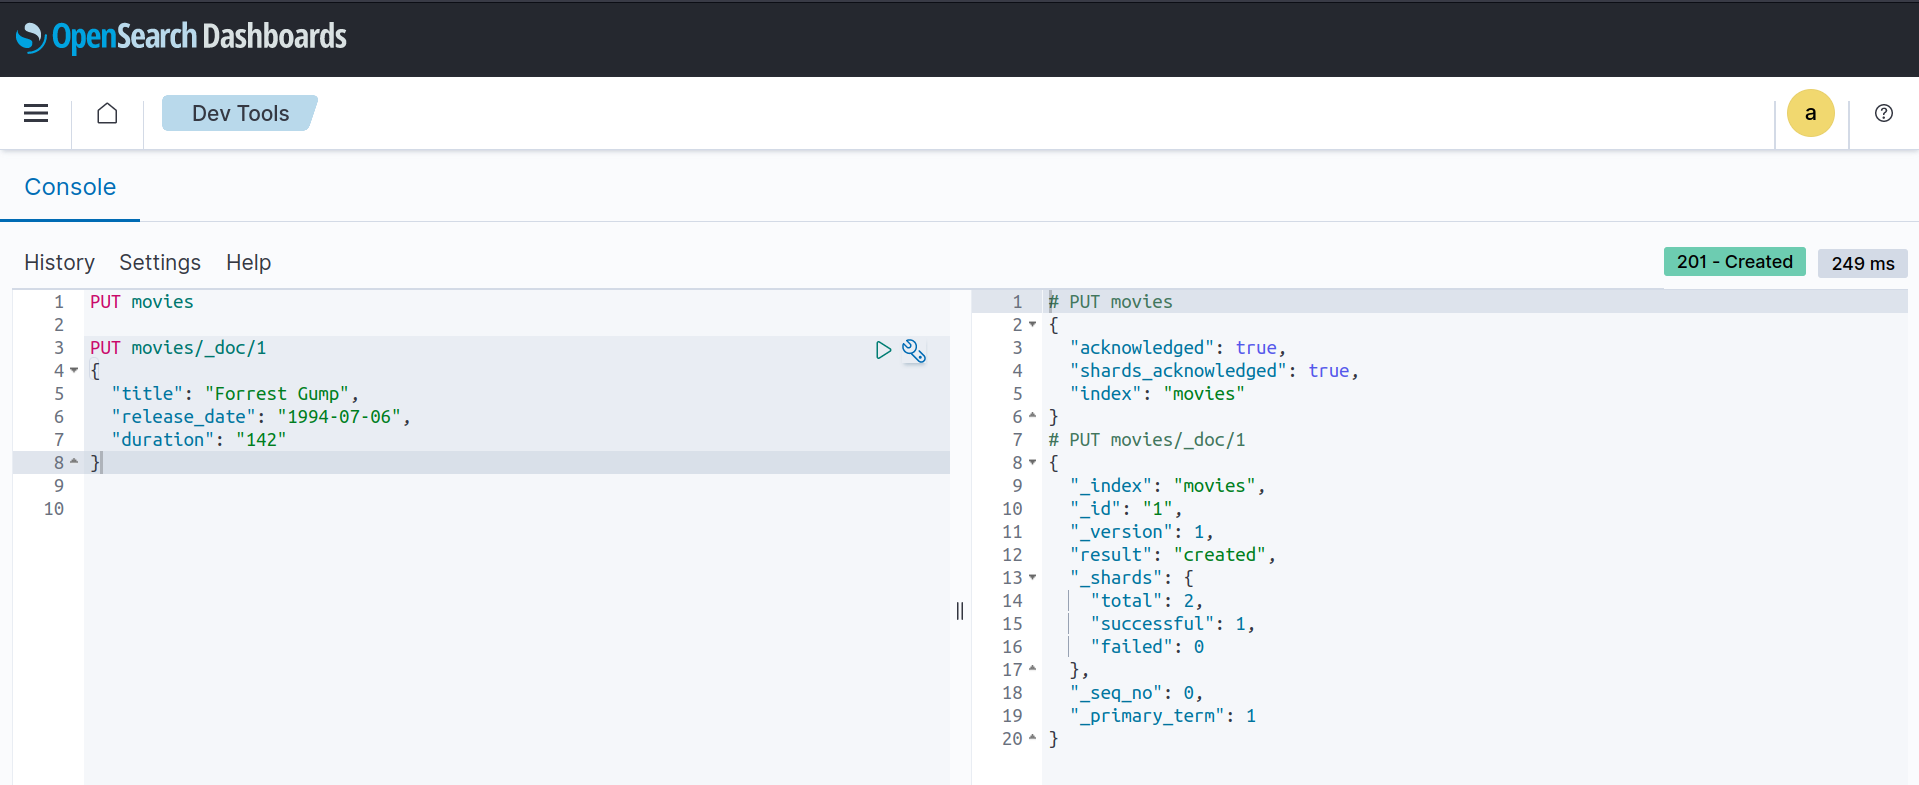 OpenSearch Dashboards
Dev Tools
a
?
Console
History Settings Help
201 - Created
249 ms
1 PUT movies
2
3 PUT movies/_doc/1
4 {
5 "title": "Forrest Gump",
6 "release_date": "1994-07-06",
7 "duration": "142"
8 }
9
10
1 # PUT movies
2 {
3 "acknowledged": true,
4 "shards_acknowledged": true,
5 "index": "movies"
6 }
7 # PUT movies/_doc/1
8 {
9 "_index": "movies",
10 "_id": "1",
11 "_version": 1,
12 "result": "created",
13 "_shards": {
14 "total": 2,
15 "successful": 1,
16 "failed": 0
17 },
18 "_seq_no": 0,
19 "_primary_term": 1
20 }